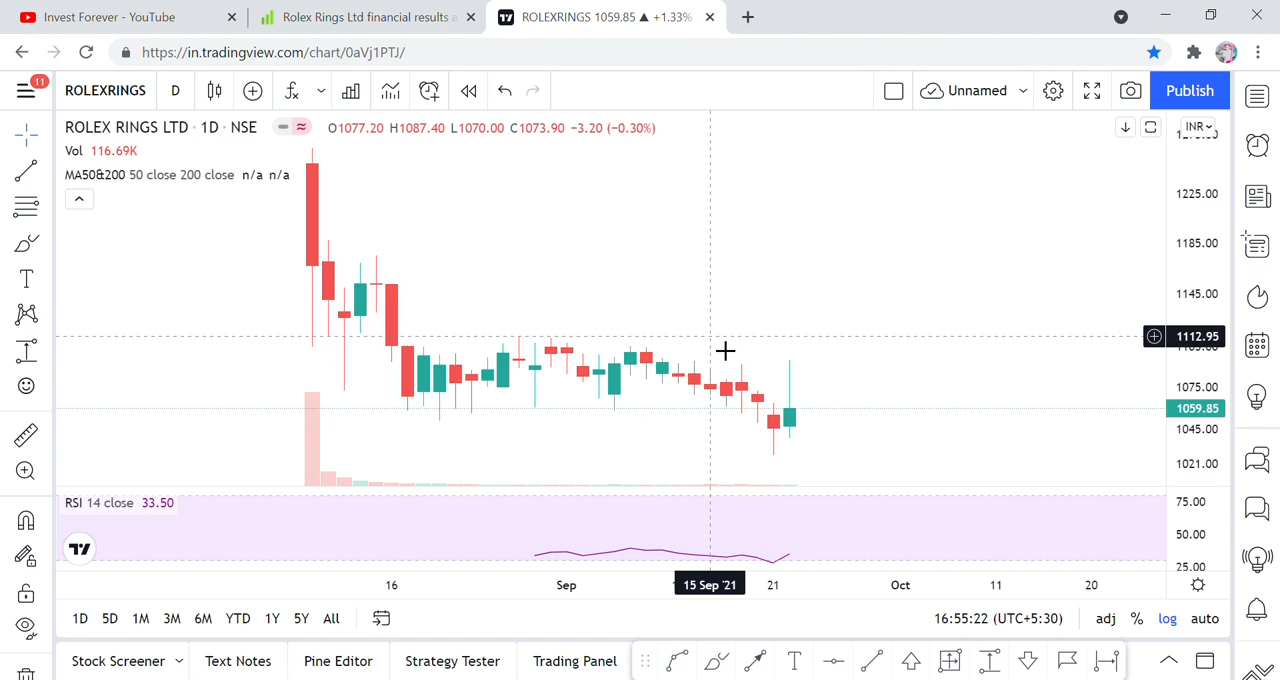 Invest Forever - YouTube
Rolex Rings Ltd financial results a
ROLEXRINGS 1059.85 ▲ +1.33%
https://in.tradingview.com/chart/0aVj1PTJ/
11
ROLEXRINGS
D
Unnamed
Publish
ROLEX RINGS LTD · 1D · NSE
O1077.20 H1087.40 L1070.00 C1073.90 −3.20 (−0.30%)
INR
Vol 116.69K
MA50&200 50 close 200 close n/a n/a
1225.00
1185.00
1145.00
1112.95
1075.00
1059.85
1045.00
1021.00
RSI 14 close 33.50
75.00
50.00
25.00
16
Sep
15 Sep '21
21
Oct
11
20
1D 5D 1M 3M 6M YTD 1Y 5Y All
16:55:22 (UTC+5:30)
adj % log auto
Stock Screener
Text Notes
Pine Editor
Strategy Tester
Trading Panel